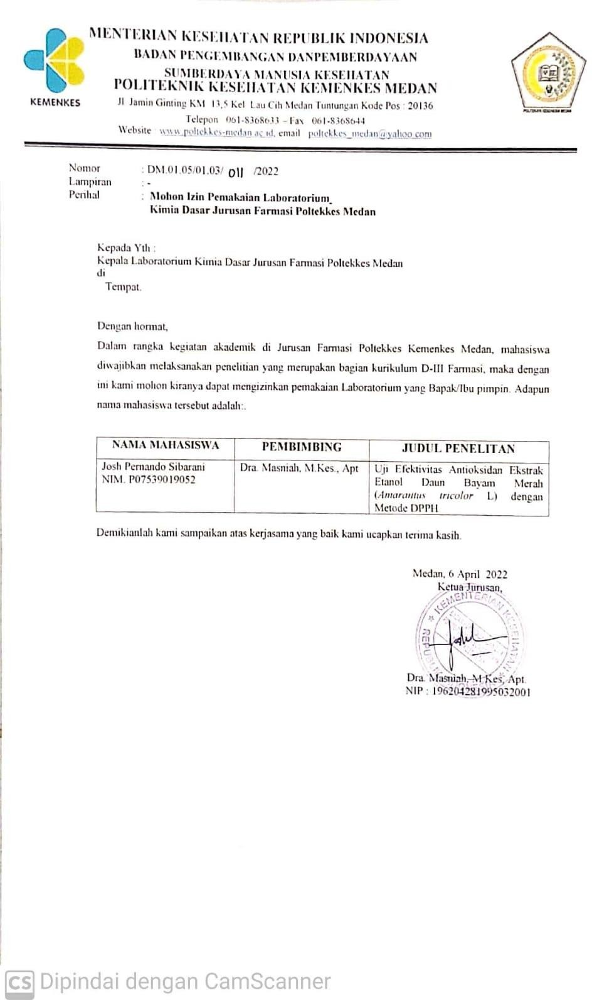 MENTERIAN KESEHATAN REPUBLIK INDONESIA
BADAN PENGEMBANGAN DANPEMBERDAYAAN
SUMBERDAYA MANUSIA KESEHATAN
POLITEKNIK KESEHATAN KEMENKES MEDAN
KEMENKES
Jl Jamin Ginting KM 13,5 Kel Lau Cih Medan Tuntungan Kode Pos : 20136
Telepon 061-8368633 – Fax 061-8368644
Website : www.poltekkes-medan.ac.id, email poltekkes_medan@yahoo.com
POLITEKNIK KESEHATAN MEDAN
Nomor : DM.01.05/01.03/ 011 /2022
Lampiran : -
Perihal : Mohon Izin Pemakaian Laboratorium
Kimia Dasar Jurusan Farmasi Poltekkes Medan
Kepada Yth :
Kepala Laboratorium Kimia Dasar Jurusan Farmasi Poltekkes Medan
di
Tempat.
Dengan hormat,
Dalam rangka kegiatan akademik di Jurusan Farmasi Poltekkes Kemenkes Medan, mahasiswa
diwajibkan melaksanakan penelitian yang merupakan bagian kurikulum D-III Farmasi, maka dengan
ini kami mohon kiranya dapat mengizinkan pemakaian Laboratorium yang Bapak/Ibu pimpin. Adapun
nama mahasiswa tersebut adalah:.
NAMA MAHASISWA PEMBIMBING JUDUL PENELITAN
Josh Pernando Sibarani Dra. Masniah, M.Kes., Apt Uji Efektivitas Antioksidan Ekstrak
NIM. P07539019052 Etanol Daun Bayam Merah
(Amarantus tricolor L) dengan
Metode DPPH
Demikianlah kami sampaikan atas kerjasama yang baik kami ucapkan terima kasih.
Medan, 6 April 2022
Ketua Jurusan,
KEMENTERIAN KESEHATAN
REPUBLIK INDONESIA
Dra. Masniah, M Kes, Apt.
NIP : 196204281995032001
CS Dipindai dengan CamScanner